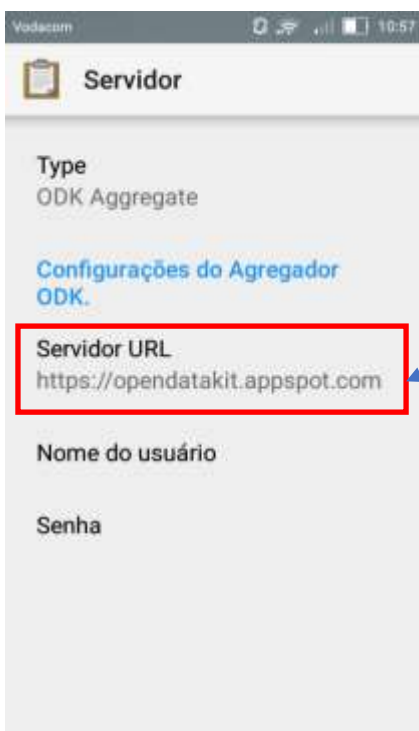 Vodacom 10:57
Servidor
Type
ODK Aggregate
Configurações do Agregador
ODK.
Servidor URL
https://opendatakit.appspot.com
Nome do usuário
Senha